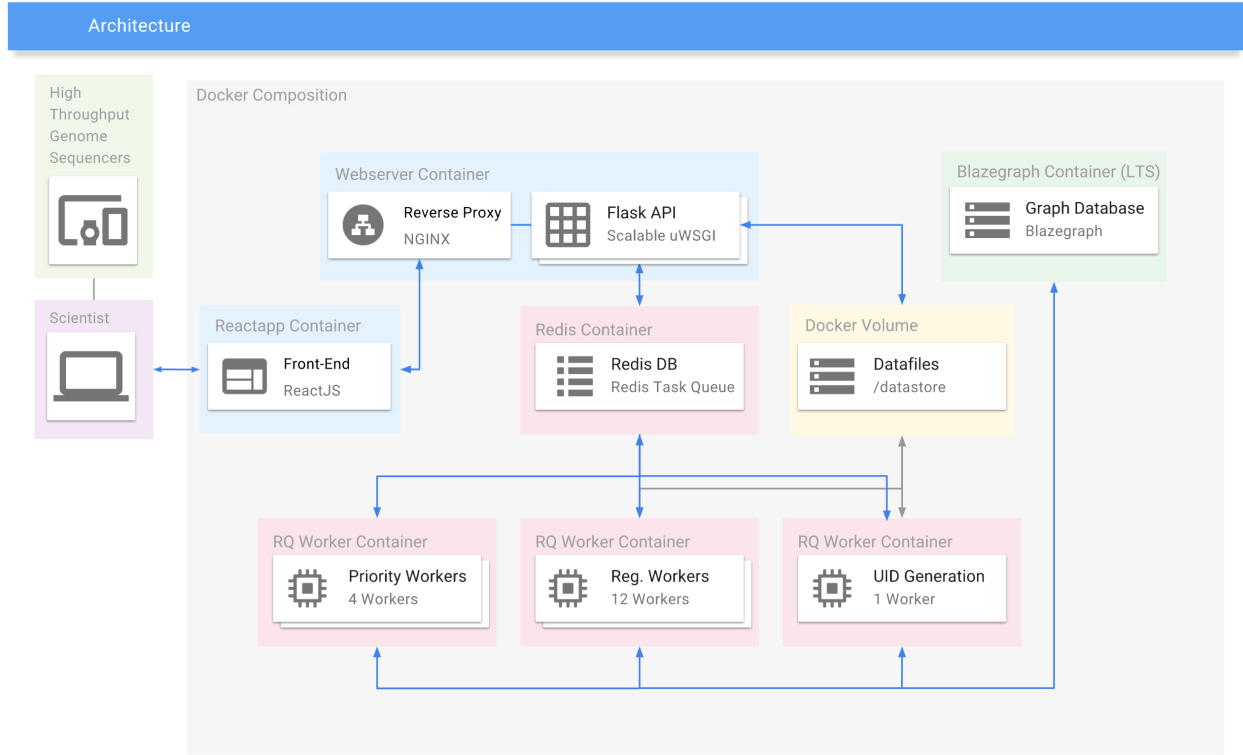 Architecture
High
Throughput
Genome
Sequencers
Docker Composition
Webserver Container
Reverse Proxy
NGINX
Flask API
Scalable uWSGI
Blazegraph Container (LTS)
Graph Database
Blazegraph
Scientist
Reactapp Container
Front-End
ReactJS
Redis Container
Redis DB
Redis Task Queue
Docker Volume
Datafiles
/datastore
RQ Worker Container
Priority Workers
4 Workers
RQ Worker Container
Reg. Workers
12 Workers
RQ Worker Container
UID Generation
1 Worker